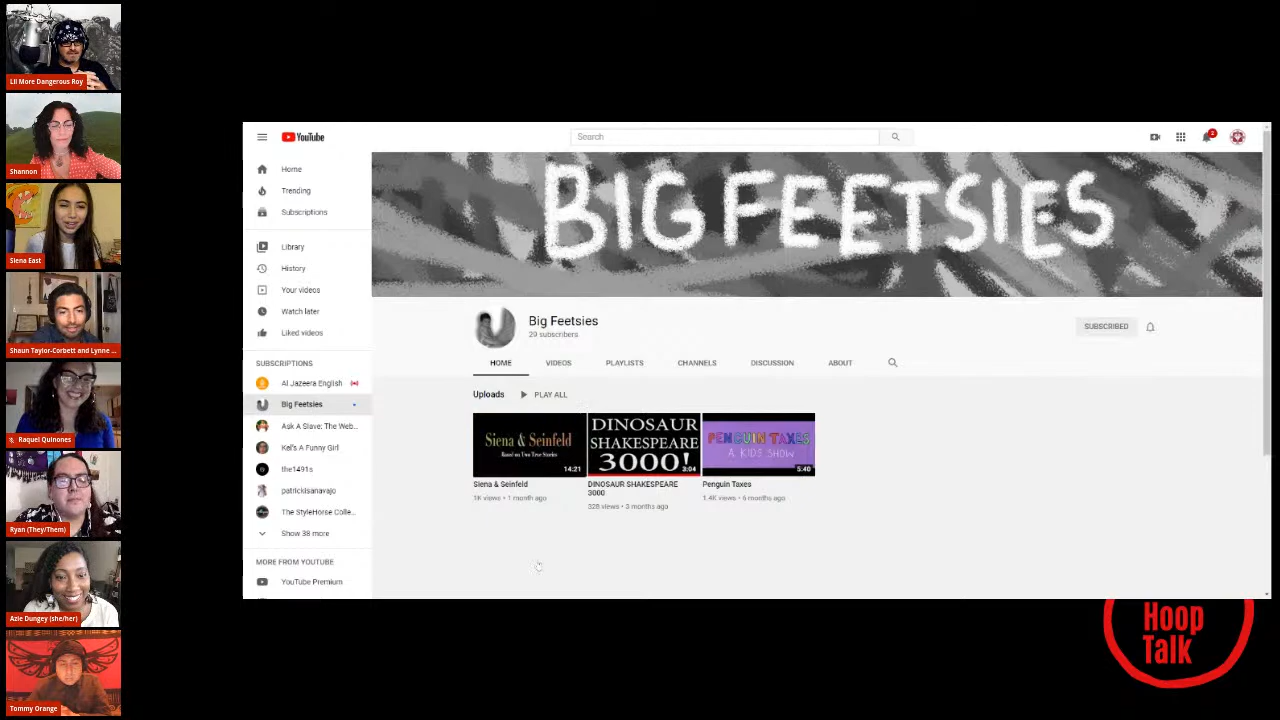 Lil More Dangerous Roy
Shannon
Siena East
Shaun Taylor-Corbett and Lynne ...
Raquel Quinones
Ryan (They/Them)
Azie Dungey (she/her)
Tommy Orange
YouTube
Search
2
Home
Trending
Subscriptions
Library
History
Your videos
Watch later
Liked videos
SUBSCRIPTIONS
Al Jazeera English
Big Feetsies
Ask A Slave: The Web...
Kel's A Funny Girl
the1491s
patrickisanavajo
The StyleHorse Colle...
Show 38 more
MORE FROM YOUTUBE
YouTube Premium
BIGFEETSIES
Big Feetsies
29 subscribers
SUBSCRIBED
HOME
VIDEOS
PLAYLISTS
CHANNELS
DISCUSSION
ABOUT
Uploads
PLAY ALL
Siena & Seinfeld
Based on Two True Stories
14:21
Siena & Seinfeld
1K views • 1 month ago
DINOSAUR
SHAKESPEARE
3000!
3:04
DINOSAUR SHAKESPEARE
3000
328 views • 3 months ago
PENGUIN TAXES
A KIDS SHOW
5:40
Penguin Taxes
1.4K views • 6 months ago
Hoop
Talk